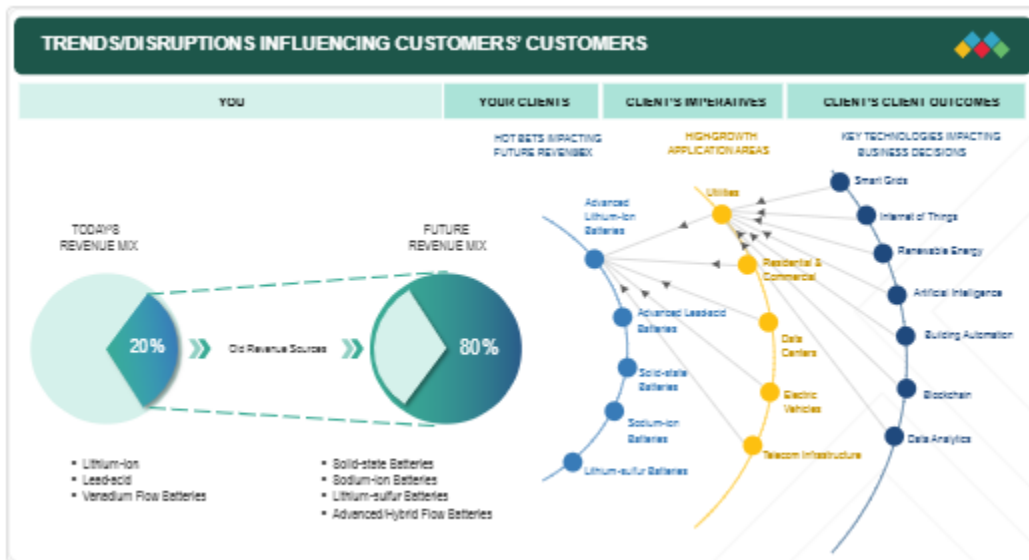 TRENDS/DISRUPTIONS INFLUENCING CUSTOMERS' CUSTOMERS
YOU
YOUR CLIENTS
CLIENT'S IMPERATIVES
CLIENT'S CLIENT OUTCOMES
HOT BETS IMPACTING
FUTURE REVENBEX
HIGH-GROWTH
APPLICATION AREAS
KEY TECHNOLOGIES IMPACTING
BUSINESS DECISIONS
TODAY'S
REVENUE MIX
FUTURE
REVENUE MIX
20%
Old Revenue Sources
80%
Lithium-ion
Lead-acid
Vanadium Flow Batteries
Solid-state Batteries
Sodium-ion Batteries
Lithium-sulfur Batteries
Advanced/Hybrid Flow Batteries
Advanced
Lithium-ion
Batteries
Advanced Lead-acid
Batteries
Solid-state
Batteries
Sodium-ion
Batteries
Lithium-sulfur Batteries
Utilities
Residential &
Commercial
Data
Centers
Electric
Vehicles
Telecom Infrastructure
Smart Grids
Internet of Things
Renewable Energy
Artificial Intelligence
Building Automation
Blockchain
Data Analytics